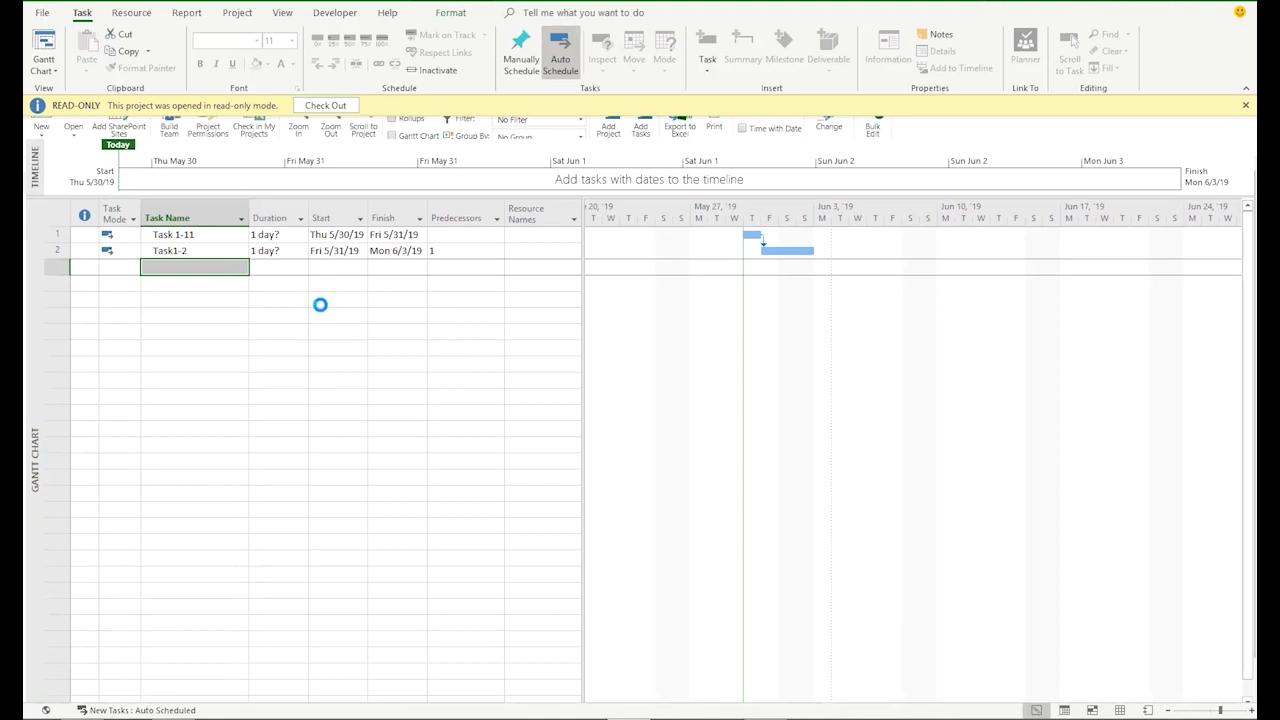 File Task Resource Report Project View Developer Help Format Tell me what you want to do
Gantt Chart
Paste
Cut
Copy
Format Painter
11
B I U A
Mark on Track
Respect Links
Inactivate
Manually Schedule
Auto Schedule
Inspect
Move
Mode
Task
Summary
Milestone
Deliverable
Information
Notes
Details
Add to Timeline
Planner
Scroll to Task
Find
Clear
Fill
View Clipboard Font Schedule Tasks Insert Properties Link To Editing
READ-ONLY This project was opened in read-only mode. Check Out
New
Open
Add SharePoint Sites
Build Team
Project Permissions
Check in My Projects
Zoom In
Zoom Out
Scroll to Project
Rollups
Gantt Chart
Filter:
Group By:
No Filter
No Group
Add Project
Add Tasks
Export to Excel
Print
Time with Date
Change
Bulk Edit
Today
TIMELINE
Thu May 30 Fri May 31 Fri May 31 Sat Jun 1 Sat Jun 1 Sun Jun 2 Sun Jun 2 Mon Jun 3
Start
Thu 5/30/19
Add tasks with dates to the timeline
Finish
Mon 6/3/19
Task Mode Task Name Duration Start Finish Predecessors Resource Names
20, '19 May 27, '19 Jun 3, '19 Jun 10, '19 Jun 17, '19 Jun 24, '19
T W T F S S M T W T F S S M T W T F S S M T W T F S S M T W T F S S M T W
1 Task 1-11 1 day? Thu 5/30/19 Fri 5/31/19
2 Task1-2 1 day? Fri 5/31/19 Mon 6/3/19 1
GANTT CHART
New Tasks : Auto Scheduled